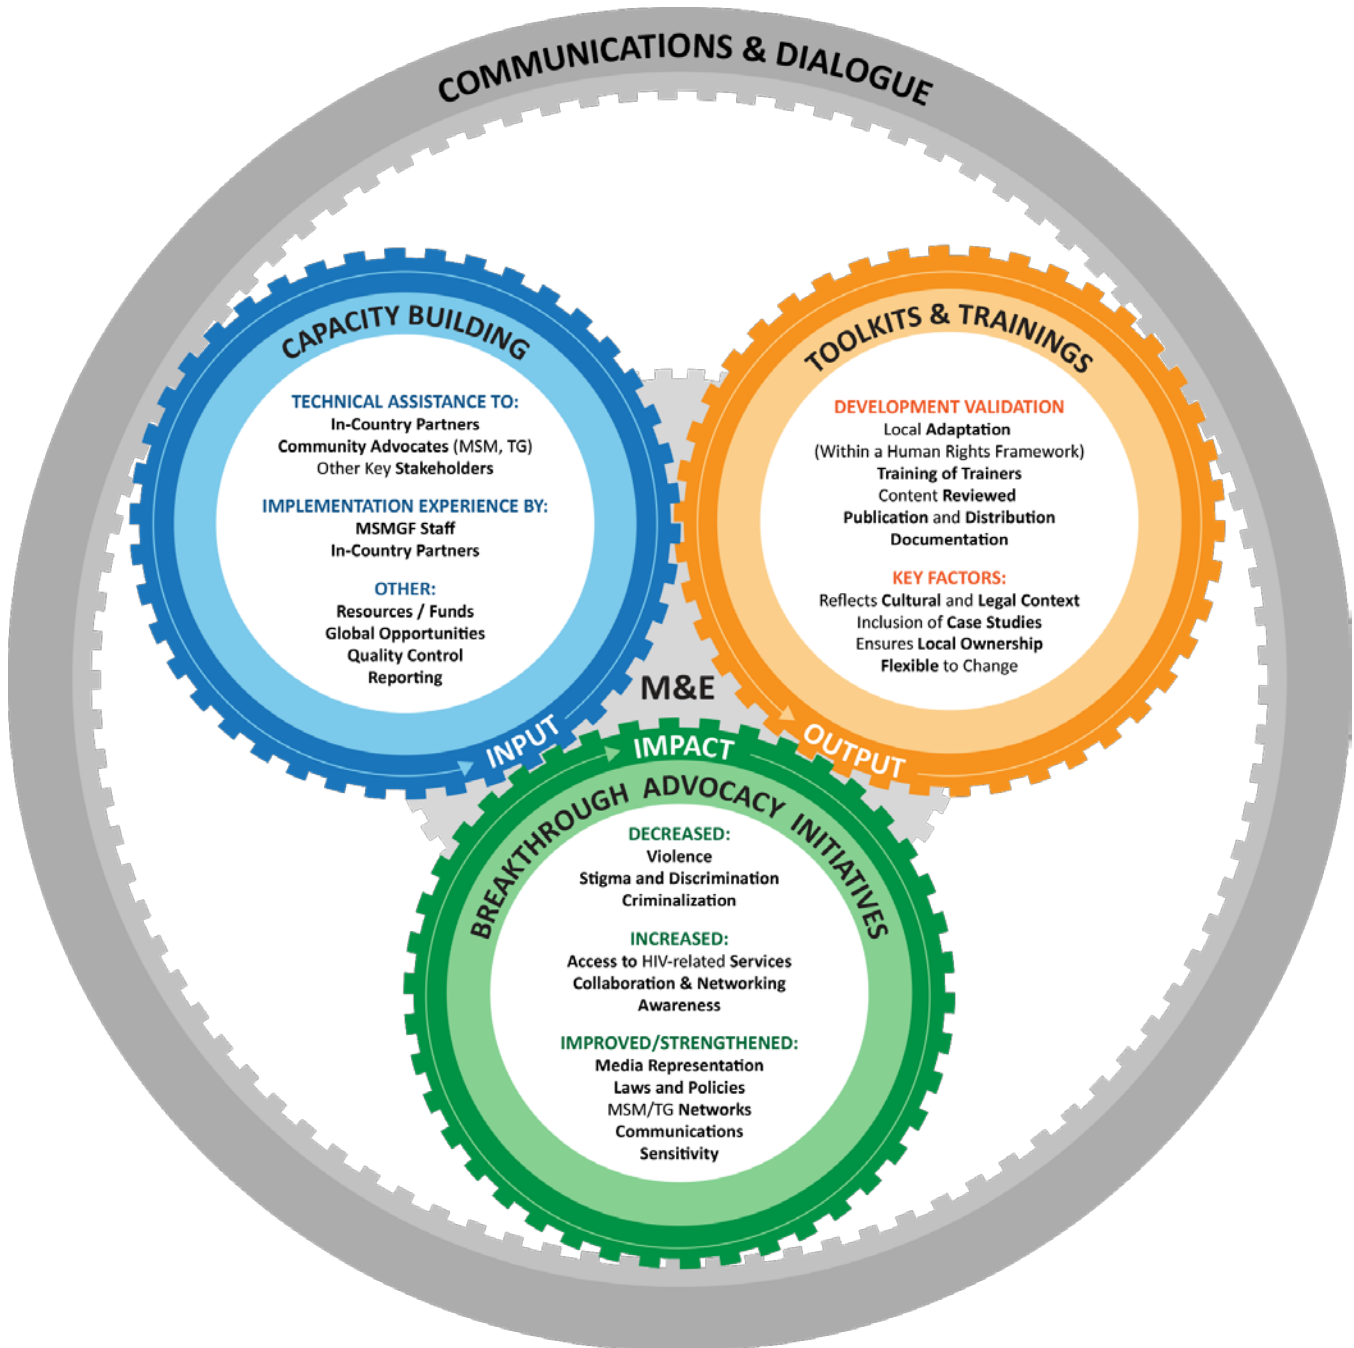 COMMUNICATIONS & DIALOGUE
CAPACITY BUILDING
TECHNICAL ASSISTANCE TO:
In-Country Partners
Community Advocates (MSM, TG)
Other Key Stakeholders
IMPLEMENTATION EXPERIENCE BY:
MSMGF Staff
In-Country Partners
OTHER:
Resources / Funds
Global Opportunities
Quality Control
Reporting
INPUT
TOOLKITS & TRAININGS
DEVELOPMENT VALIDATION
Local Adaptation
(Within a Human Rights Framework)
Training of Trainers
Content Reviewed
Publication and Distribution
Documentation
KEY FACTORS:
Reflects Cultural and Legal Context
Inclusion of Case Studies
Ensures Local Ownership
Flexible to Change
OUTPUT
M&E
IMPACT
BREAKTHROUGH ADVOCACY INITIATIVES
DECREASED:
Violence
Stigma and Discrimination
Criminalization
INCREASED:
Access to HIV-related Services
Collaboration & Networking
Awareness
IMPROVED/STRENGTHENED:
Media Representation
Laws and Policies
MSM/TG Networks
Communications
Sensitivity